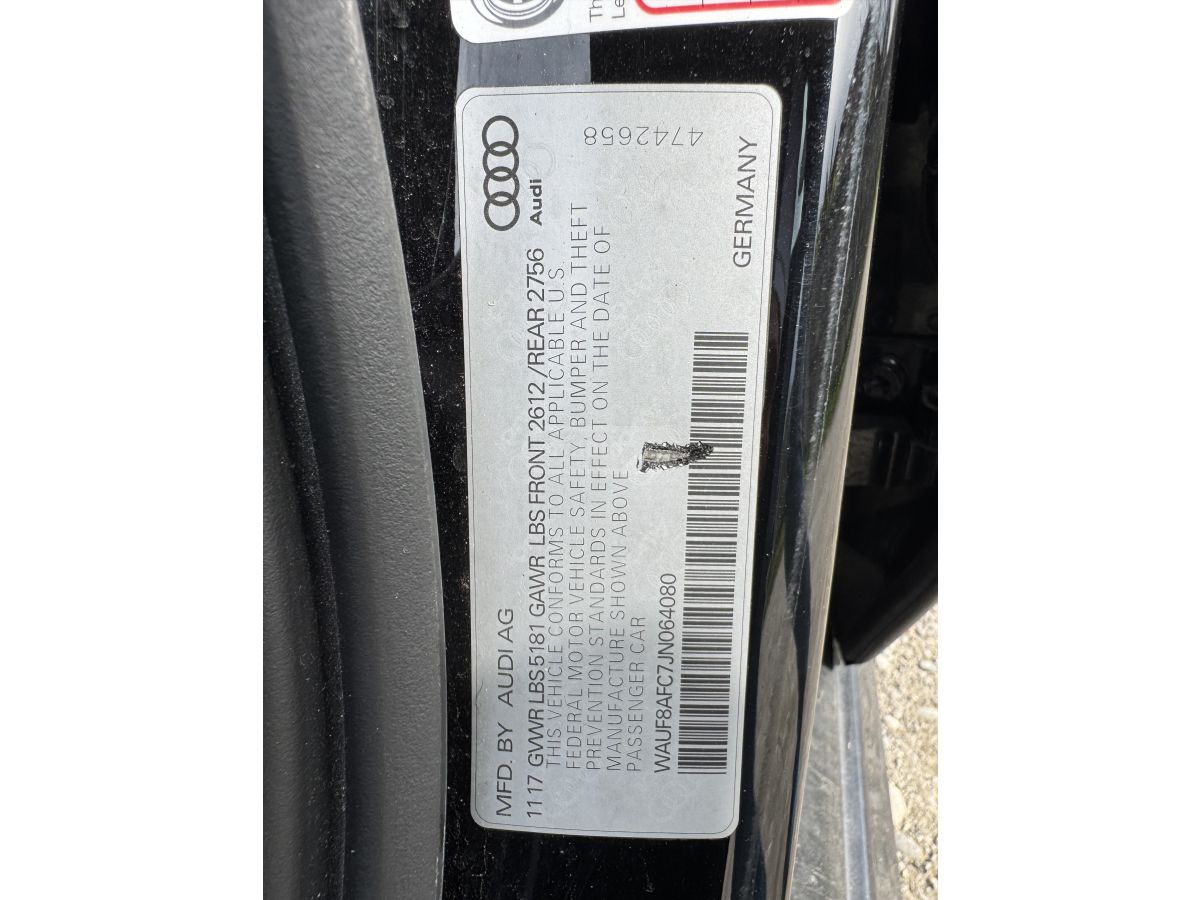 MFD. BY AUDI AG
1117 GVWR LBS 5181 GAWR LBS FRONT 2612 /REAR 2756
Audi
THIS VEHICLE CONFORMS TO ALL APPLICABLE U.S.
FEDERAL MOTOR VEHICLE SAFETY, BUMPER AND THEFT
PREVENTION STANDARDS IN EFFECT ON THE DATE OF
MANUFACTURE SHOWN ABOVE
PASSENGER CAR
4742658
WAUF8AFC7JN064080
GERMANY